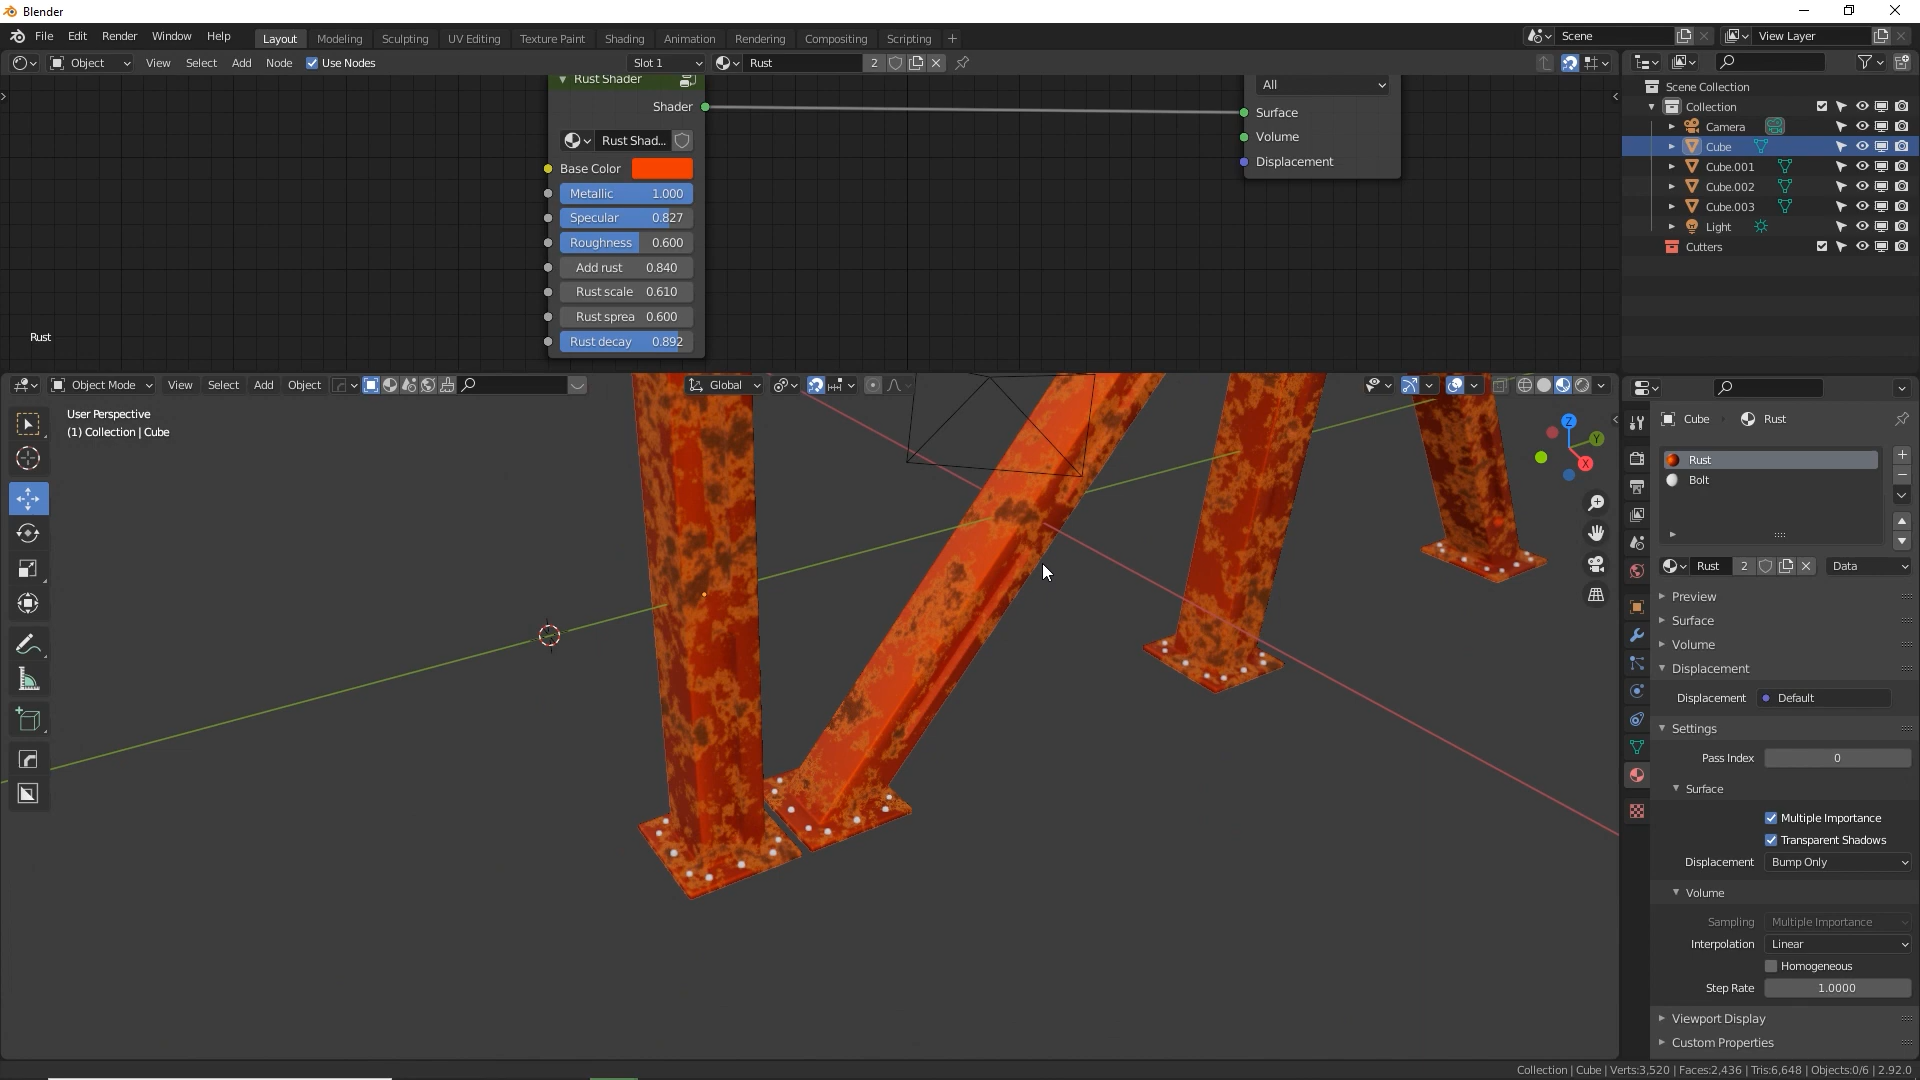 Blender
File Edit Render Window Help Layout Modeling Sculpting UV Editing Texture Paint Shading Animation Rendering Compositing Scripting + Scene View Layer
Object View Select Add Node Use Nodes Slot 1 Rust 2
Rust Shader
Shader
Rust Shad...
Base Color
Metallic 1.000
Specular 0.827
Roughness 0.600
Add rust 0.840
Rust scale 0.610
Rust sprea 0.600
Rust decay 0.892
All
Surface
Volume
Displacement
Rust
Scene Collection
Collection
Camera
Cube
Cube.001
Cube.002
Cube.003
Light
Cutters
Object Mode View Select Add Object Global
User Perspective
(1) Collection | Cube
Z
Y
X
Cube Rust
Rust
Bolt
Rust 2 Data
Preview
Surface
Volume
Displacement
Displacement Default
Settings
Pass Index 0
Surface
Multiple Importance
Transparent Shadows
Displacement Bump Only
Volume
Sampling Multiple Importance
Interpolation Linear
Homogeneous
Step Rate 1.0000
Viewport Display
Custom Properties
Collection | Cube | Verts:3,520 | Faces:2,436 | Tris:6,648 | Objects:0/6 | 2.92.0